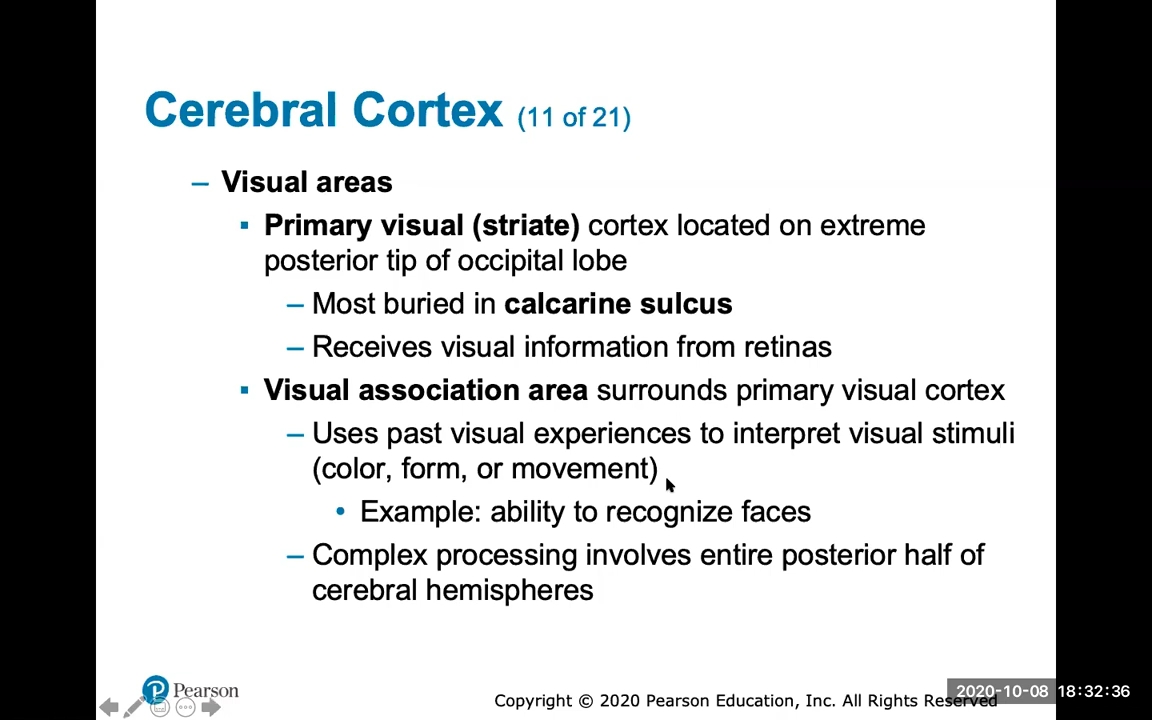 Cerebral Cortex (11 of 21)
– Visual areas
▪ Primary visual (striate) cortex located on extreme
posterior tip of occipital lobe
– Most buried in calcarine sulcus
– Receives visual information from retinas
▪ Visual association area surrounds primary visual cortex
– Uses past visual experiences to interpret visual stimuli
(color, form, or movement)
• Example: ability to recognize faces
– Complex processing involves entire posterior half of
cerebral hemispheres
P Pearson
Copyright © 2020 Pearson Education, Inc. All Rights Reserved
2020-10-08 18:32:36